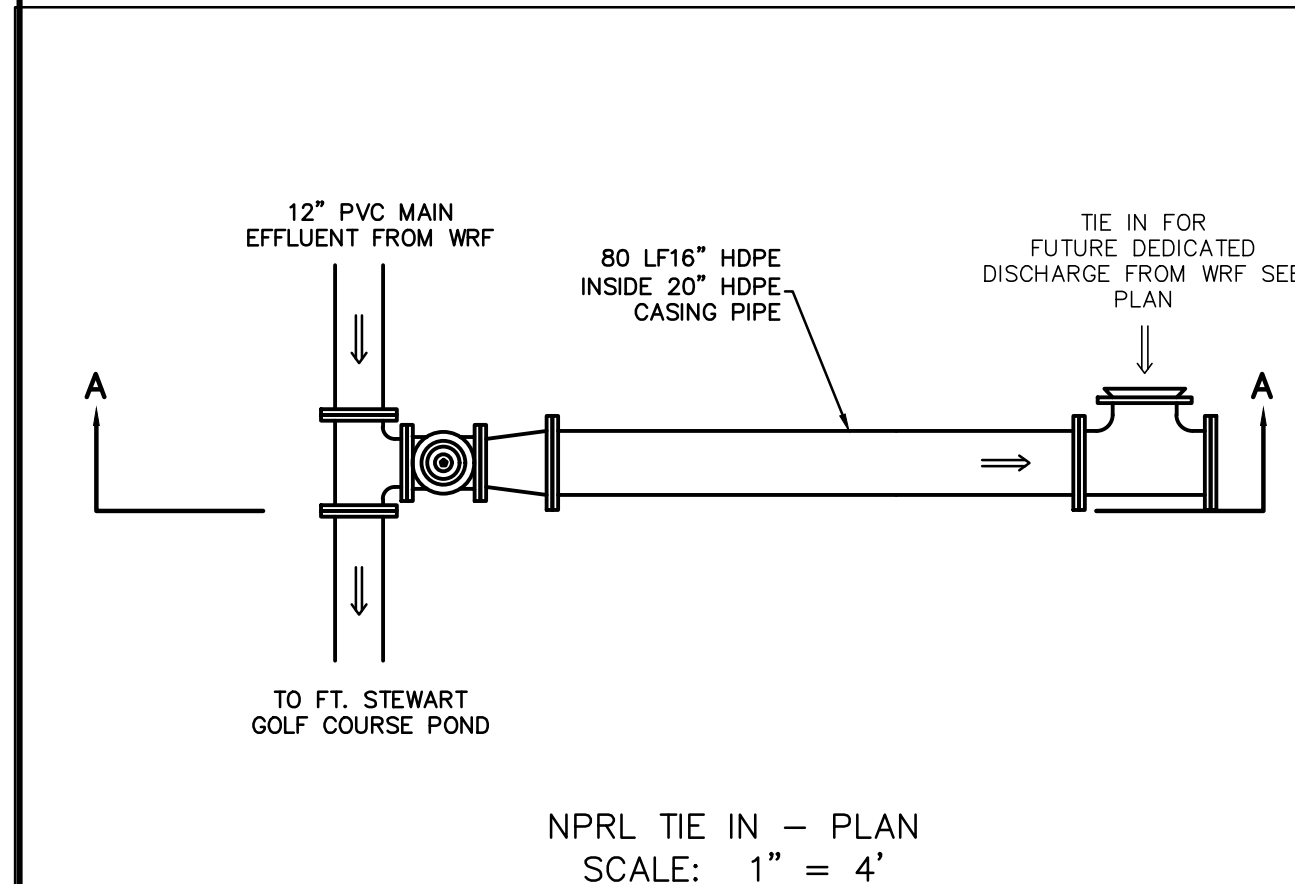 12" PVC MAIN
EFFLUENT FROM WRF
80 LF16" HDPE
INSIDE 20" HDPE
CASING PIPE
TIE IN FOR
FUTURE DEDICATED
DISCHARGE FROM WRF SEE
PLAN
A
A
TO FT. STEWART
GOLF COURSE POND
NPRL TIE IN – PLAN
SCALE: 1" = 4'